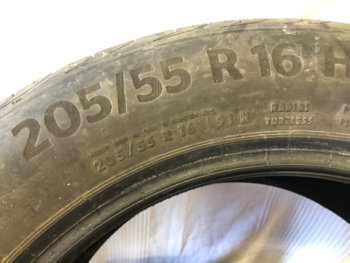 205/55 R 16 H
205/55 R 16 91 H
RADIAL
TUBELESS